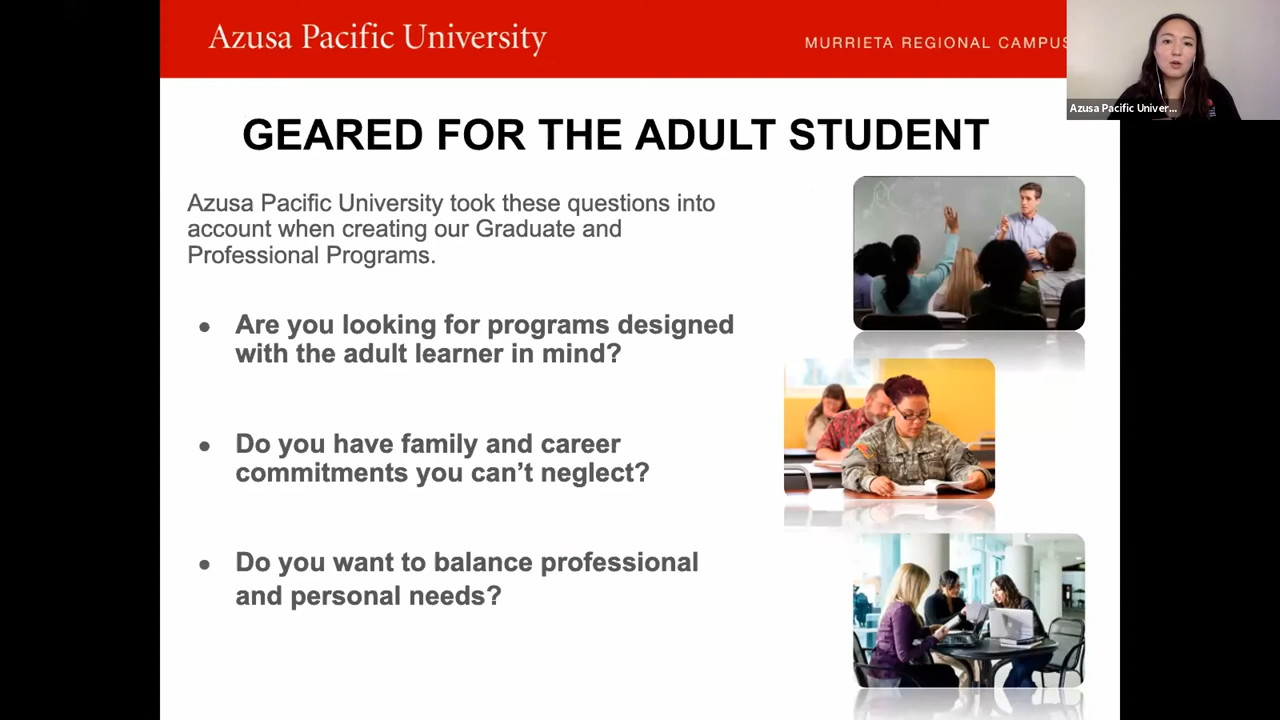 Azusa Pacific University
MURRIETA REGIONAL CAMPUS
Azusa Pacific Univer...
GEARED FOR THE ADULT STUDENT
Azusa Pacific University took these questions into
account when creating our Graduate and
Professional Programs.
• Are you looking for programs designed
with the adult learner in mind?
• Do you have family and career
commitments you can’t neglect?
• Do you want to balance professional
and personal needs?